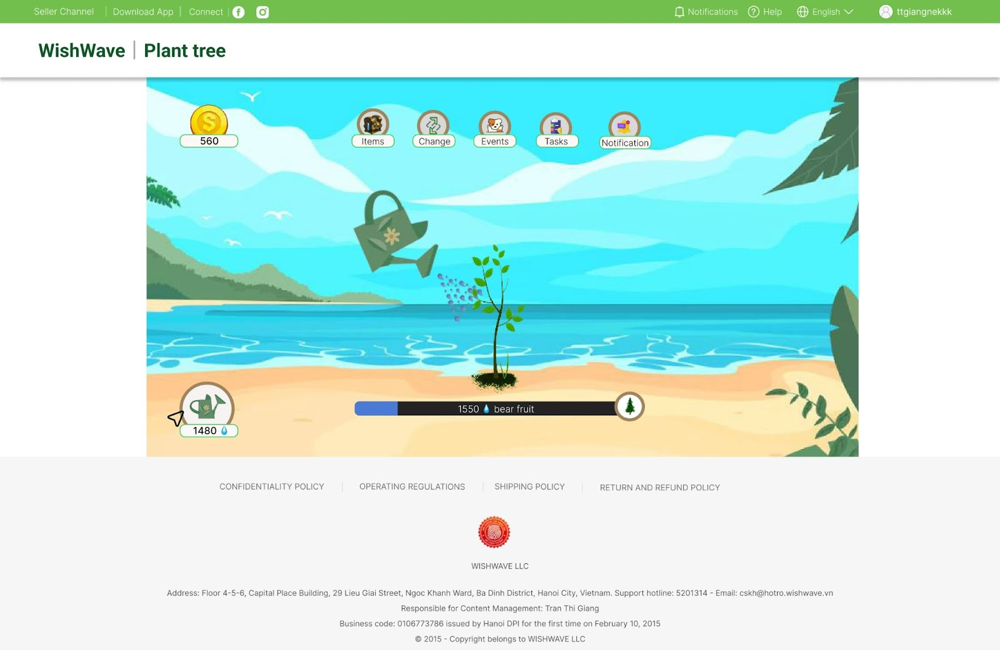 Seller Channel | Download App | Connect | Notifications Help English ttgiangnekkk
WishWave | Plant tree
560
Items
Change
Events
Tasks
Notification
1550 💧 bear fruit
1480 💧
CONFIDENTIALITY POLICY | OPERATING REGULATIONS | SHIPPING POLICY | RETURN AND REFUND POLICY
WISHWAVE LLC
Address: Floor 4-5-6, Capital Place Building, 29 Lieu Giai Street, Ngoc Khanh Ward, Ba Dinh District, Hanoi City, Vietnam. Support hotline: 5201314 - Email: cskh@hotro.wishwave.vn
Responsible for Content Management: Tran Thi Giang
Business code: 0106773786 issued by Hanoi DPI for the first time on February 10, 2015
© 2015 - Copyright belongs to WISHWAVE LLC